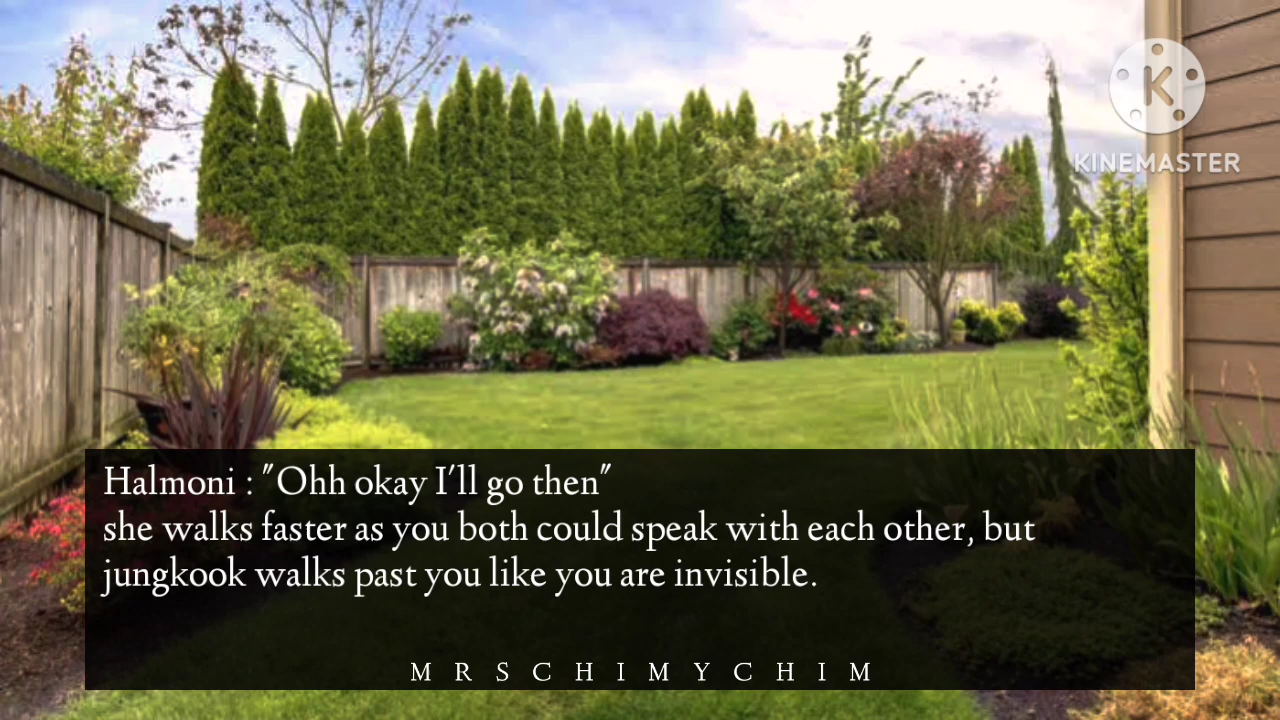 KINEMASTER
Halmoni : "Ohh okay I'll go then"
she walks faster as you both could speak with each other, but
jungkook walks past you like you are invisible.
MRSCHIMYCHIM